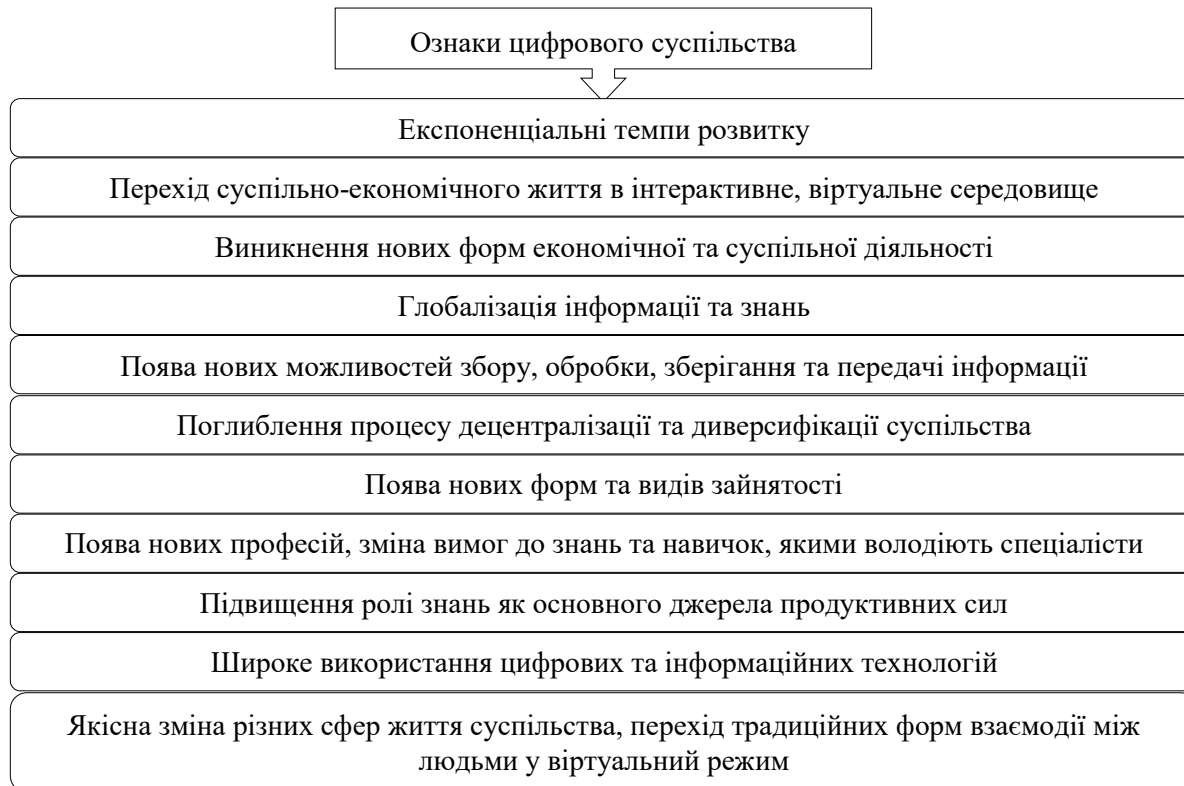 Ознаки цифрового суспільства
Експоненціальні темпи розвитку
Перехід суспільно-економічного життя в інтерактивне, віртуальне середовище
Виникнення нових форм економічної та суспільної діяльності
Глобалізація інформації та знань
Поява нових можливостей збору, обробки, зберігання та передачі інформації
Поглиблення процесу децентралізації та диверсифікації суспільства
Поява нових форм та видів зайнятості
Поява нових професій, зміна вимог до знань та навичок, якими володіють спеціалісти
Підвищення ролі знань як основного джерела продуктивних сил
Широке використання цифрових та інформаційних технологій
Якісна зміна різних сфер життя суспільства, перехід традиційних форм взаємодії між
людьми у віртуальний режим